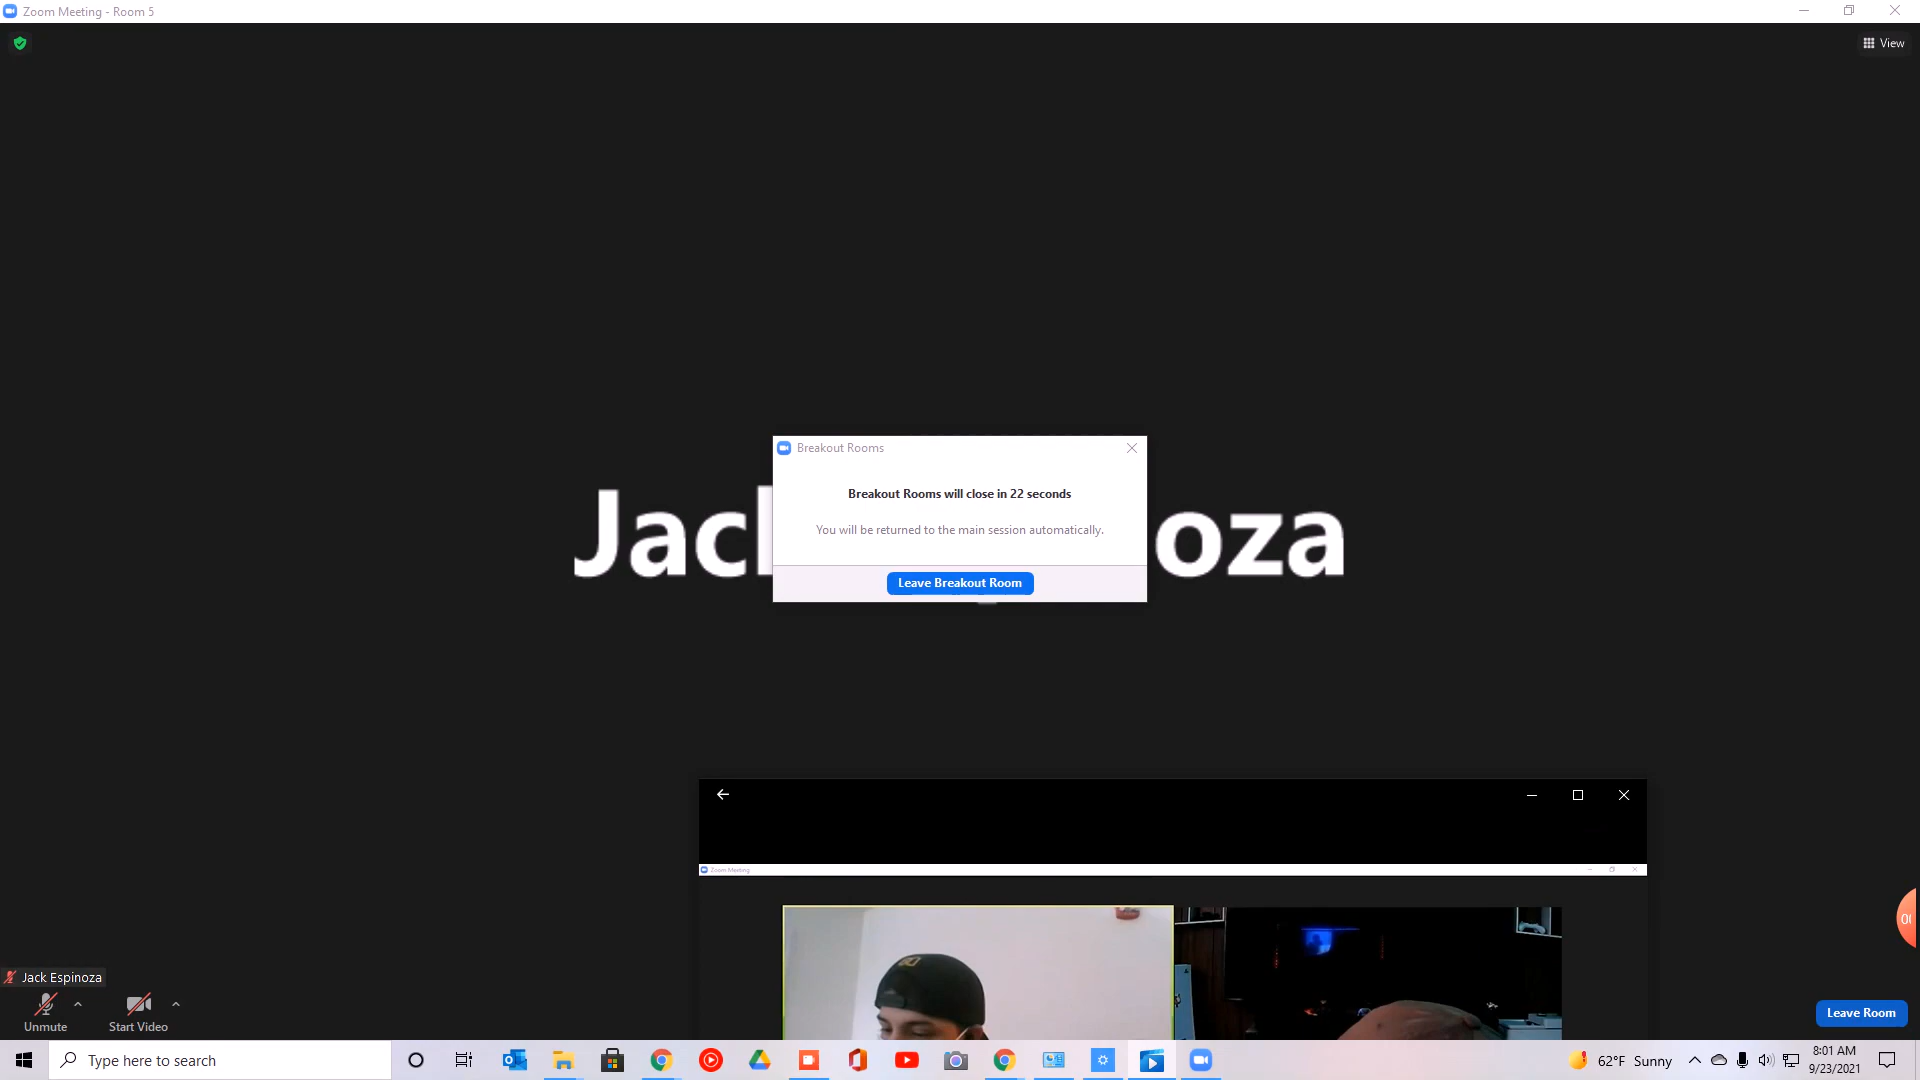 Zoom Meeting - Room 5
View
Breakout Rooms
Breakout Rooms will close in 22 seconds
You will be returned to the main session automatically.
Leave Breakout Room
Jac
oza
Zoom Meeting
Jack Espinoza
Unmute
Start Video
Leave Room
Type here to search
62°F Sunny
8:01 AM
9/23/2021